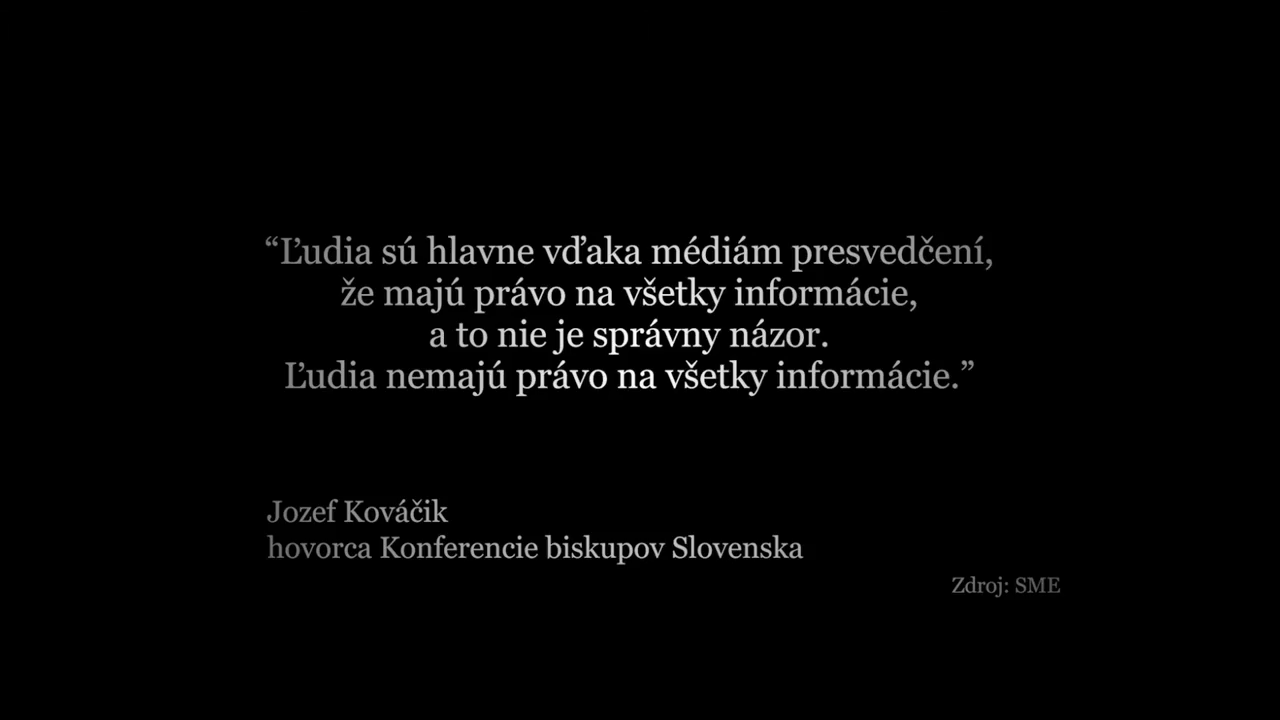 “Ľudia sú hlavne vďaka médiám presvedčení,
že majú právo na všetky informácie,
a to nie je správny názor.
Ľudia nemajú právo na všetky informácie.”
Jozef Kováčik
hovorca Konferencie biskupov Slovenska
Zdroj: SME